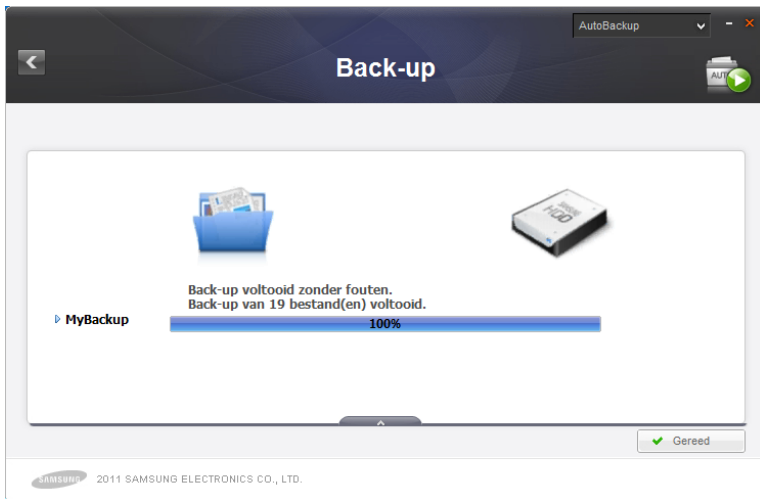 AutoBackup
Back-up
AUTO
SAMSUNG
HDD
Back-up voltooid zonder fouten.
Back-up van 19 bestand(en) voltooid.
MyBackup
100%
Gereed
SAMSUNG 2011 SAMSUNG ELECTRONICS CO., LTD.